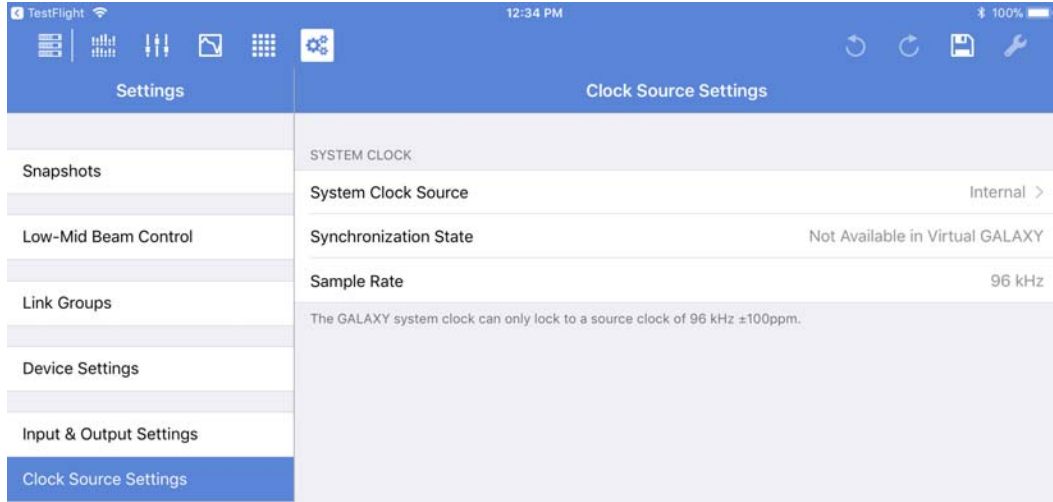 TestFlight
12:34 PM
100%
Settings
Clock Source Settings
Snapshots
Low-Mid Beam Control
Link Groups
Device Settings
Input & Output Settings
Clock Source Settings
SYSTEM CLOCK
System Clock Source
Internal
Synchronization State
Not Available in Virtual GALAXY
Sample Rate
96 kHz
The GALAXY system clock can only lock to a source clock of 96 kHz ±100ppm.